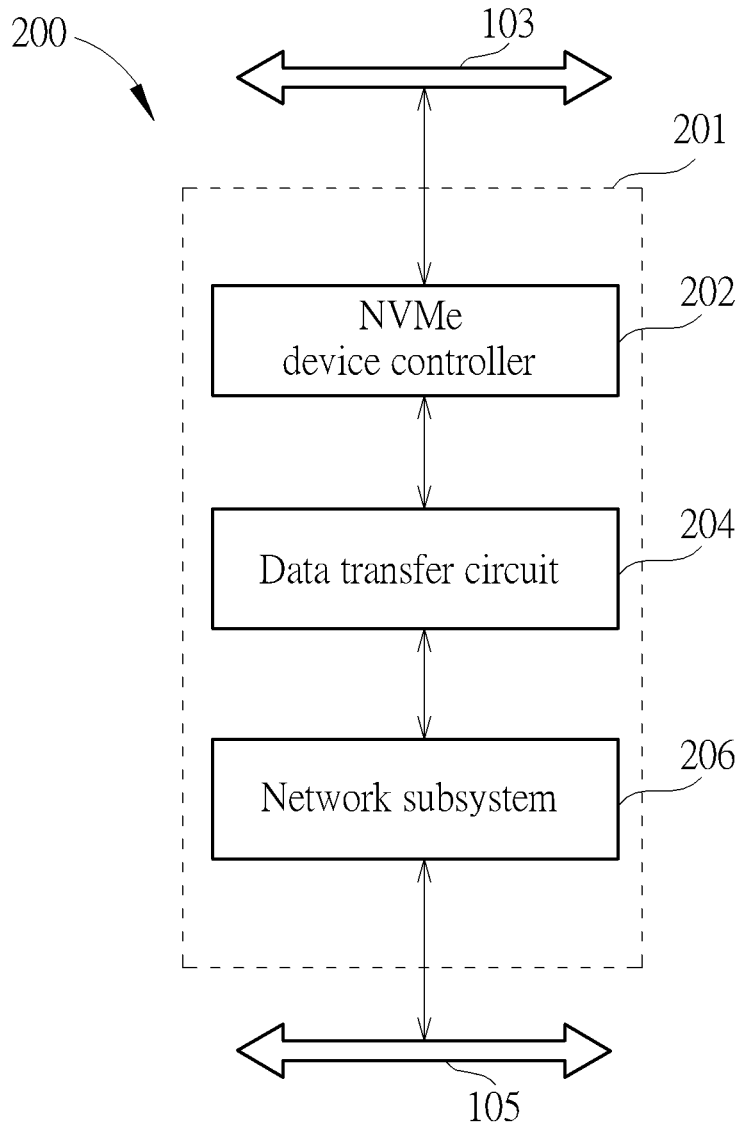 200
103
201
NVMe
device controller
202
Data transfer circuit
204
Network subsystem
206
105